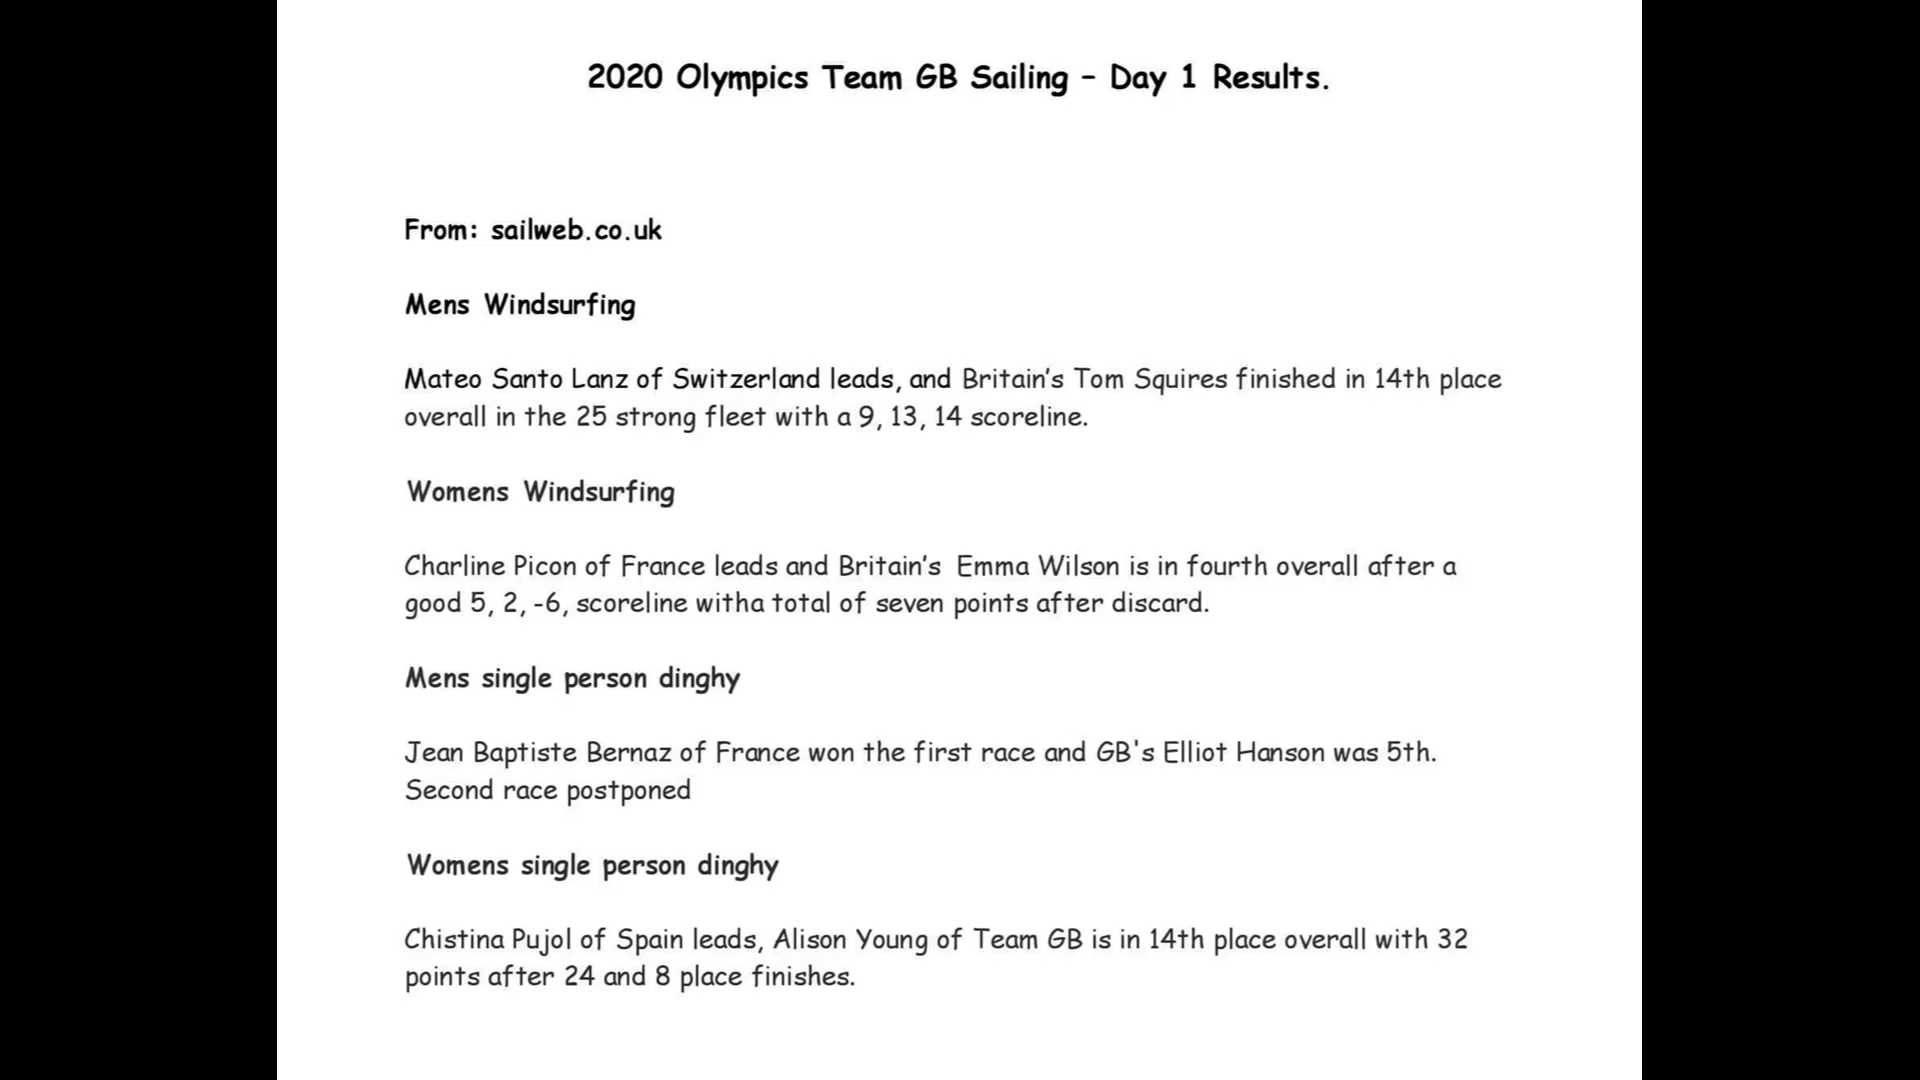 2020 Olympics Team GB Sailing – Day 1 Results.
From: sailweb.co.uk
Mens Windsurfing
Mateo Santo Lanz of Switzerland leads, and Britain’s Tom Squires finished in 14th place
overall in the 25 strong fleet with a 9, 13, 14 scoreline.
Womens Windsurfing
Charline Picon of France leads and Britain’s  Emma Wilson is in fourth overall after a
good 5, 2, -6, scoreline witha total of seven points after discard.
Mens single person dinghy
Jean Baptiste Bernaz of France won the first race and GB's Elliot Hanson was 5th.
Second race postponed
Womens single person dinghy
Chistina Pujol of Spain leads, Alison Young of Team GB is in 14th place overall with 32
points after 24 and 8 place finishes.